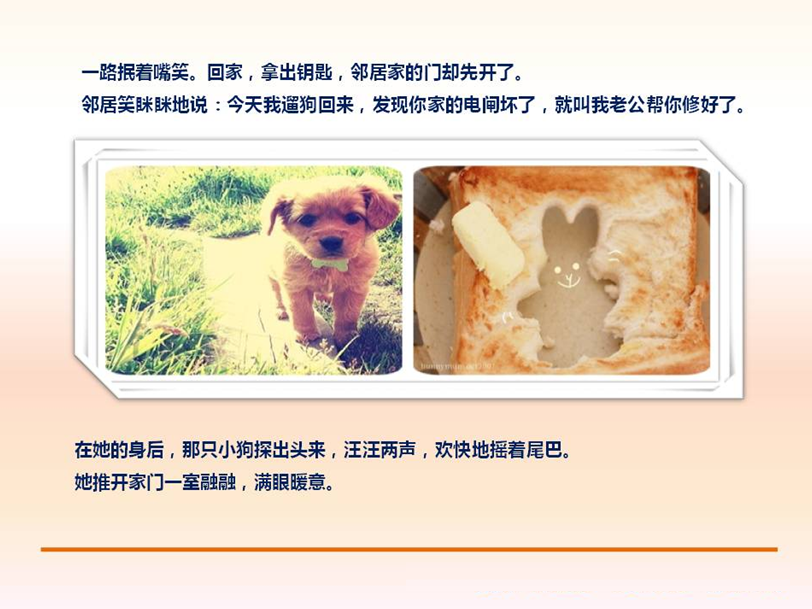 一路抿着嘴笑。回家，拿出钥匙，邻居家的门却先开了。
邻居笑眯眯地说：今天我遛狗回来，发现你家的电闸坏了，就叫我老公帮你修好了。
在她的身后，那只小狗探出头来，汪汪两声，欢快地摇着尾巴。
她推开家门一室融融，满眼暖意。